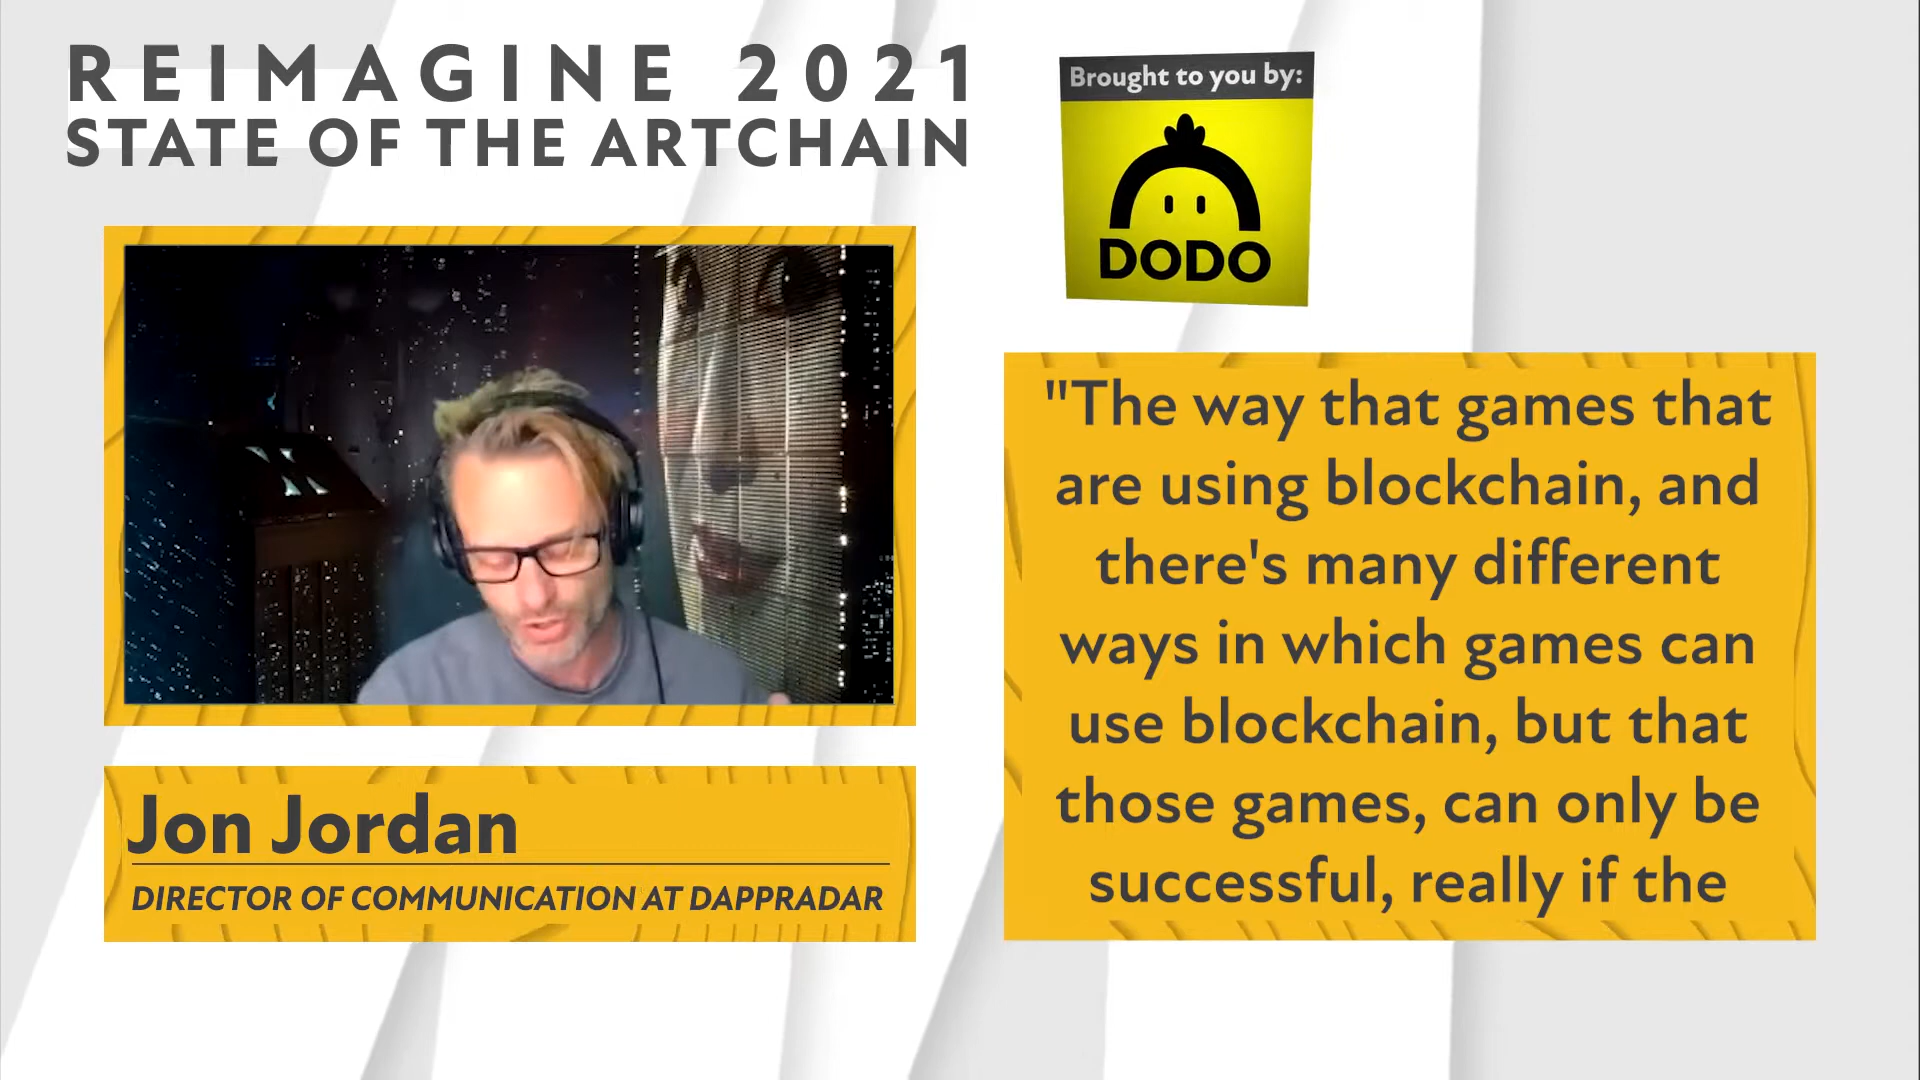 REIMAGINE 2021
STATE OF THE ARTCHAIN
Brought to you by:
DODO
Jon Jordan
DIRECTOR OF COMMUNICATION AT DAPPRADAR
"The way that games that
are using blockchain, and
there's many different
ways in which games can
use blockchain, but that
those games, can only be
successful, really if the